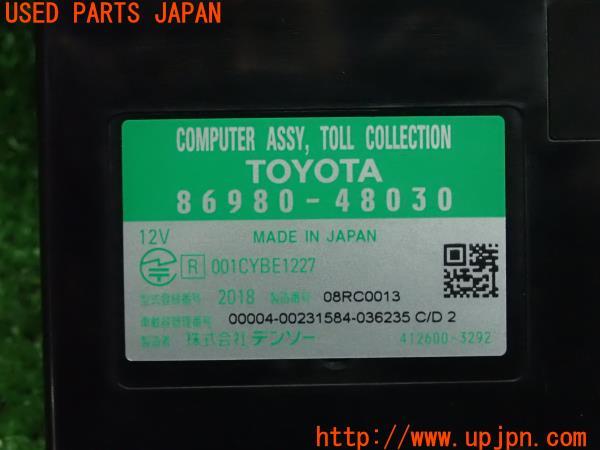 USED PARTS JAPAN
COMPUTER ASSY, TOLL COLLECTION
TOYOTA
86980-48030
12V MADE IN JAPAN
R 001CYBE1227
型式登録番号 2018 製造番号 08RC0013
車載器管理番号 00004-00231584-036235 C/D 2
製造者 株式会社デンソー 412600-3292
https://www.upjpn.com/